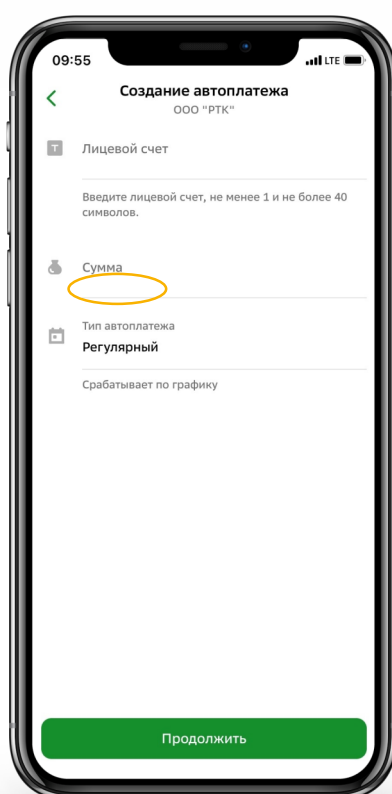 09:55
LTE
Создание автоплатежа
ООО "РТК"
Лицевой счет
Введите лицевой счет, не менее 1 и не более 40
символов.
Сумма
Тип автоплатежа
Регулярный
Срабатывает по графику
Продолжить